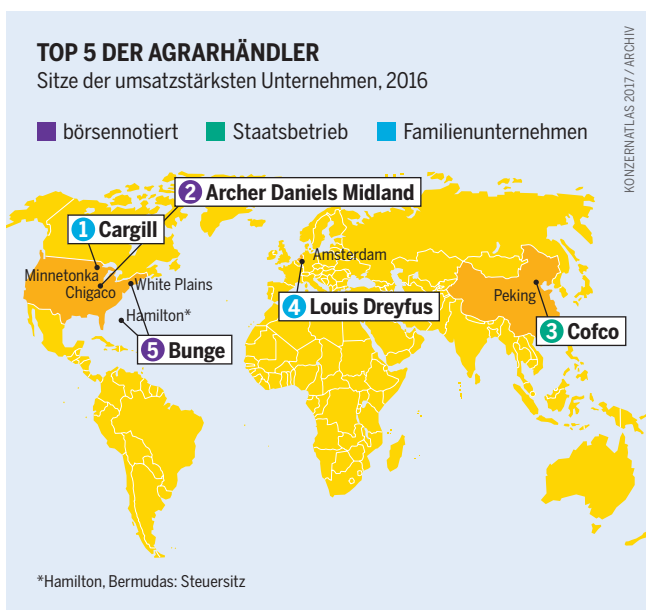 TOP 5 DER AGRARHÄNDLER
Sitze der umsatzstärksten Unternehmen, 2016
börsennotiert Staatsbetrieb Familienunternehmen
KONZERNATLAS 2017 / ARCHIV
2 Archer Daniels Midland
1 Cargill
Minnetonka
Chigaco
White Plains
Hamilton*
5 Bunge
Amsterdam
4 Louis Dreyfus
Peking
3 Cofco
*Hamilton, Bermudas: Steuersitz